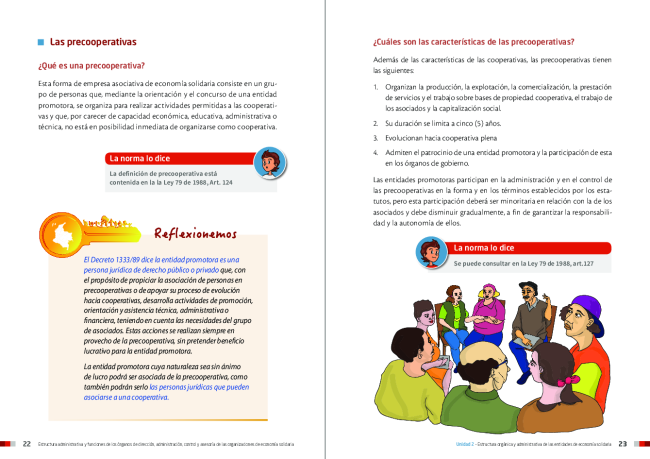 Las precooperativas
¿Qué es una precooperativa?
Esta forma de empresa asociativa de economía solidaria consiste en un gru-
po de personas que, mediante la orientación y el concurso de una entidad
promotora, se organiza para realizar actividades permitidas a las cooperati-
vas y que, por carecer de capacidad económica, educativa, administrativa o
técnica, no está en posibilidad inmediata de organizarse como cooperativa.
La norma lo dice
La definición de precooperativa está
contenida en la la Ley 79 de 1988, Art. 124
Reflexionemos
El Decreto 1333/89 dice la entidad promotora es una
persona jurídica de derecho público o privado que, con
el propósito de propiciar la asociación de personas en
precooperativas o de apoyar su proceso de evolución
hacia cooperativas, desarrolla actividades de promoción,
orientación y asistencia técnica, administrativa o
financiera, teniendo en cuenta las necesidades del grupo
de asociados. Estas acciones se realizan siempre en
provecho de la precooperativa, sin pretender beneficio
lucrativo para la entidad promotora.
La entidad promotora cuya naturaleza sea sin ánimo
de lucro podrá ser asociada de la precooperativa, como
también podrán serlo las personas jurídicas que pueden
asociarse a una cooperativa.
22 Estructura administrativa y funciones de los órganos de dirección, administración, control y asesoría de las organizaciones de economía solidaria
¿Cuáles son las características de las precooperativas?
Además de las características de las cooperativas, las precooperativas tienen
las siguientes:
1. Organizan la producción, la explotación, la comercialización, la prestación
de servicios y el trabajo sobre bases de propiedad cooperativa, el trabajo de
los asociados y la capitalización social.
2. Su duración se limita a cinco (5) años.
3. Evolucionan hacia cooperativa plena
4. Admiten el patrocinio de una entidad promotora y la participación de esta
en los órganos de gobierno.
Las entidades promotoras participan en la administración y en el control de
las precooperativas en la forma y en los términos establecidos por los esta-
tutos, pero esta participación deberá ser minoritaria en relación con la de los
asociados y debe disminuir gradualmente, a fin de garantizar la responsabili-
dad y la autonomía de ellos.
La norma lo dice
Se puede consultar en la Ley 79 de 1988, art.127
Unidad 2 - Estructura orgánica y administrativa de las entidades de economía solidaria 23